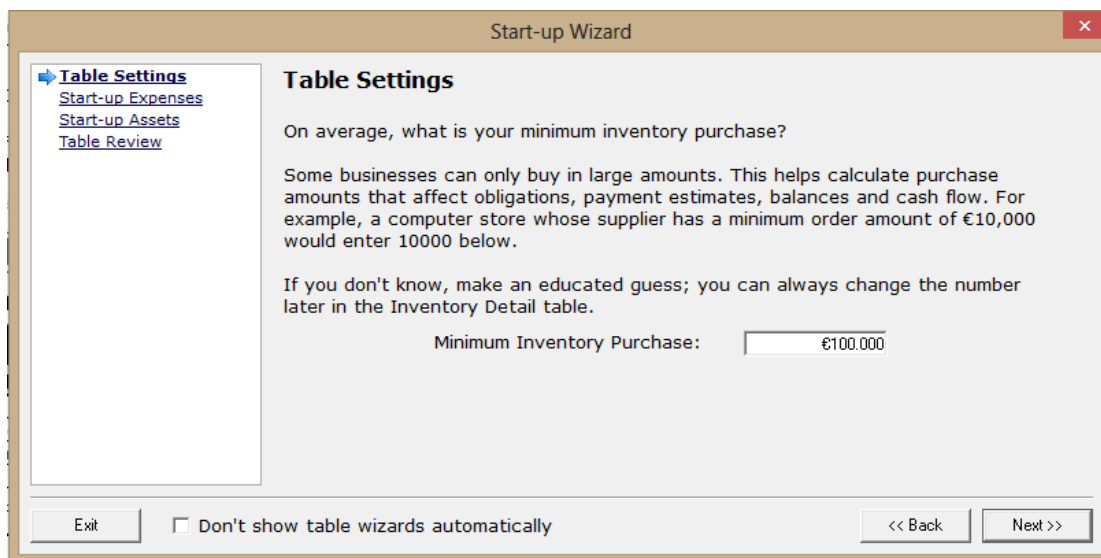 Start-up Wizard
Table Settings
Start-up Expenses
Start-up Assets
Table Review
Table Settings
On average, what is your minimum inventory purchase?
Some businesses can only buy in large amounts. This helps calculate purchase
amounts that affect obligations, payment estimates, balances and cash flow. For
example, a computer store whose supplier has a minimum order amount of €10,000
would enter 10000 below.
If you don't know, make an educated guess; you can always change the number
later in the Inventory Detail table.
Minimum Inventory Purchase: €100.000
Exit Don't show table wizards automatically << Back Next >>